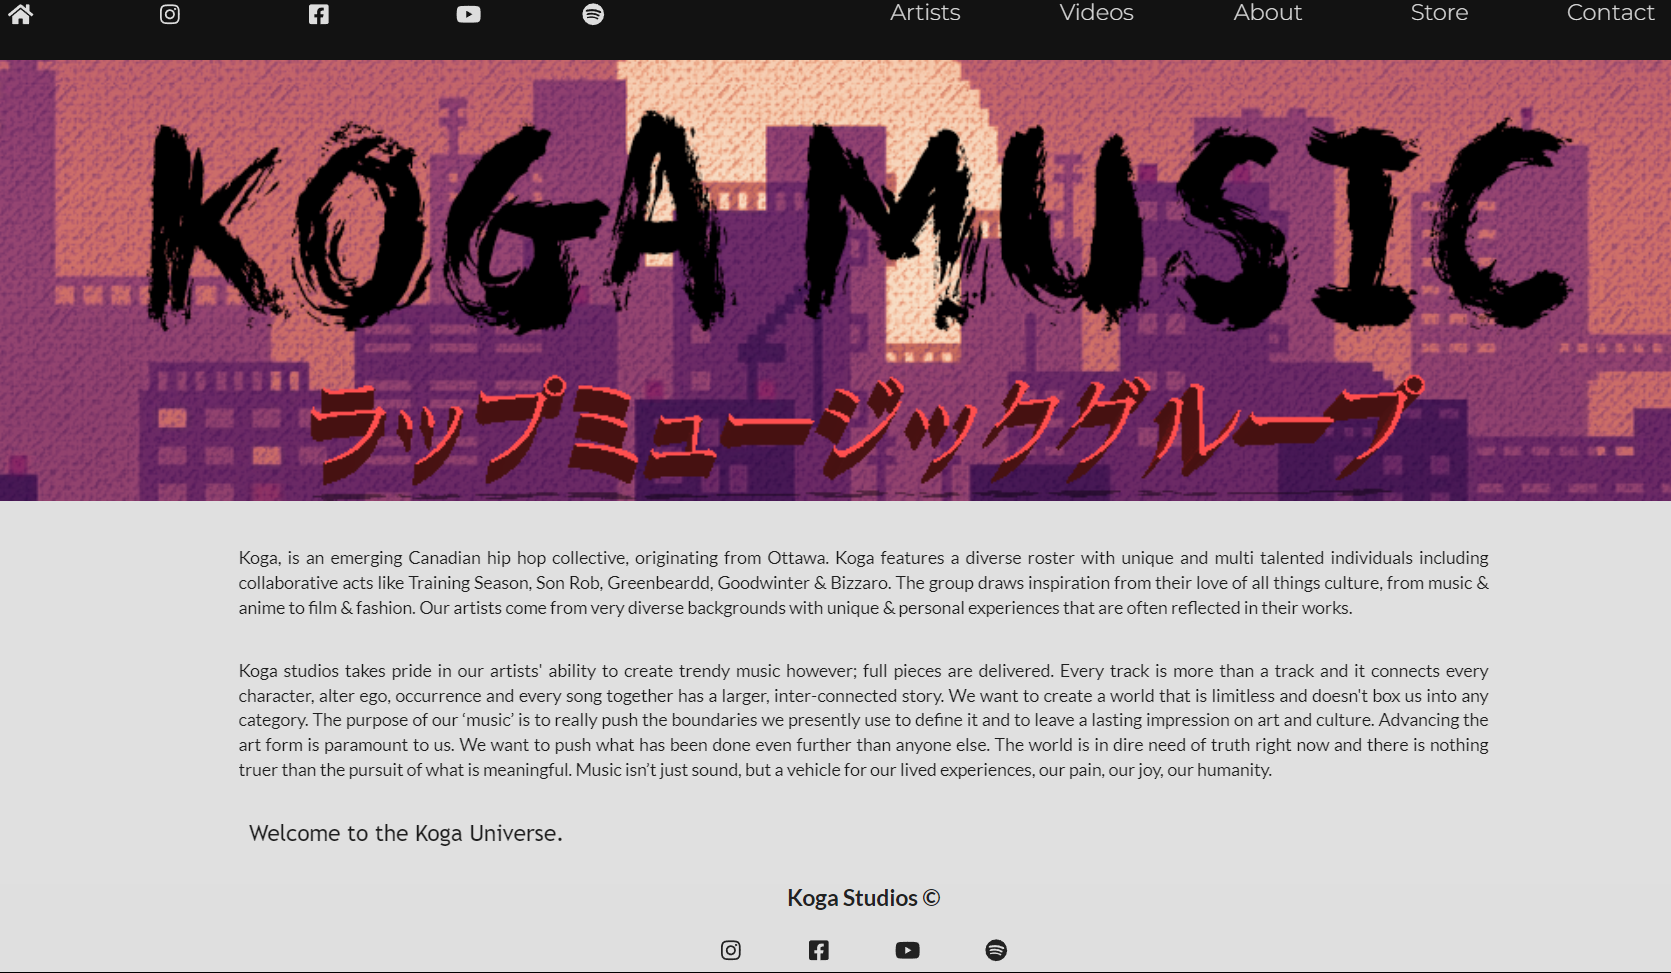 Artists Videos About Store Contact
KOGA MUSIC
ラップミュージックグループ
Koga, is an emerging Canadian hip hop collective, originating from Ottawa. Koga features a diverse roster with unique and multi talented individuals including
collaborative acts like Training Season, Son Rob, Greenbeardd, Goodwinter & Bizzaro. The group draws inspiration from their love of all things culture, from music &
anime to film & fashion. Our artists come from very diverse backgrounds with unique & personal experiences that are often reflected in their works.
Koga studios takes pride in our artists' ability to create trendy music however; full pieces are delivered. Every track is more than a track and it connects every
character, alter ego, occurrence and every song together has a larger, inter-connected story. We want to create a world that is limitless and doesn't box us into any
category. The purpose of our ‘music’ is to really push the boundaries we presently use to define it and to leave a lasting impression on art and culture. Advancing the
art form is paramount to us. We want to push what has been done even further than anyone else. The world is in dire need of truth right now and there is nothing
truer than the pursuit of what is meaningful. Music isn’t just sound, but a vehicle for our lived experiences, our pain, our joy, our humanity.
Welcome to the Koga Universe.
Koga Studios ©